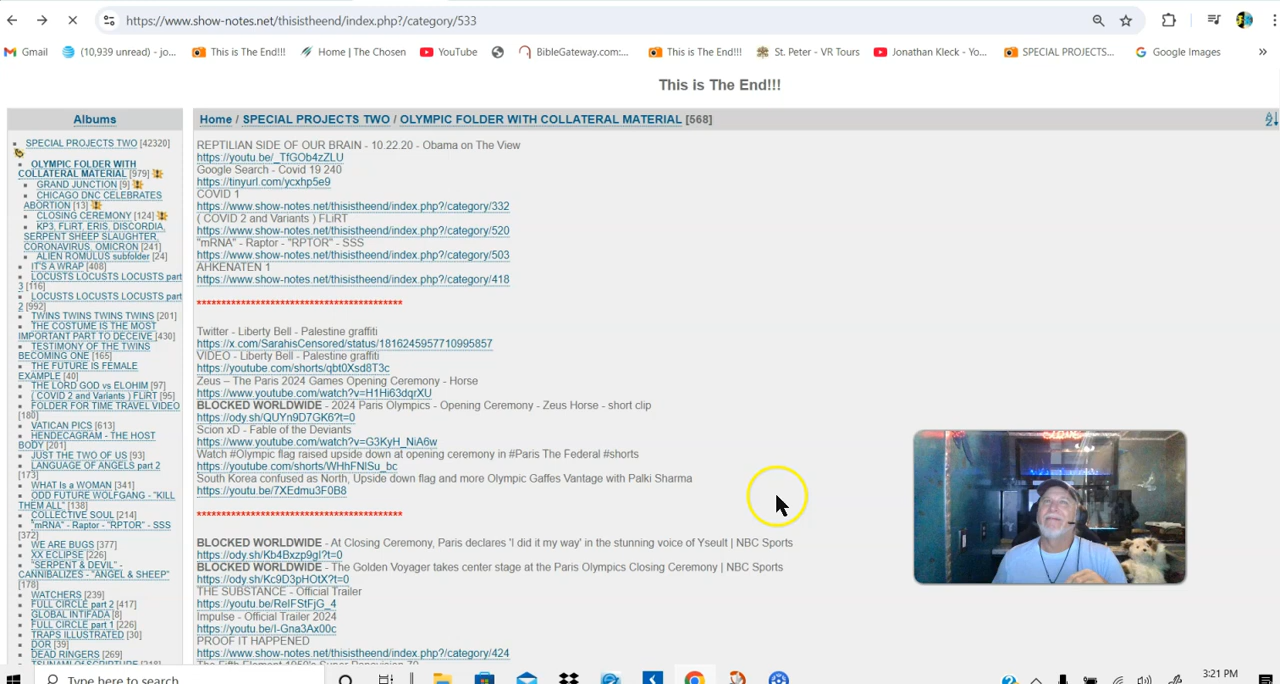 https://www.show-notes.net/thisistheend/index.php?/category/533
Gmail
(10,939 unread) - jo...
This is The End!!!
Home | The Chosen
YouTube
BibleGateway.com:...
This is The End!!!
St. Peter - VR Tours
Jonathan Kleck - Yo...
SPECIAL PROJECTS...
Google Images
»
This is The End!!!
Albums
SPECIAL PROJECTS TWO [42320]
OLYMPIC FOLDER WITH
COLLATERAL MATERIAL [979]
GRAND JUNCTION [9]
CHICAGO DNC CELEBRATES
ABORTION [13]
CLOSING CEREMONY [124]
KP3, FLiRT, ERIS, DISCORDIA,
SERPENT SHEEP SLAUGHTER,
CORONAVIRUS, OMICRON [241]
ALIEN ROMULUS subfolder [24]
IT'S A WRAP [408]
LOCUSTS LOCUSTS LOCUSTS part
3 [116]
LOCUSTS LOCUSTS LOCUSTS part
2 [992]
TWINS TWINS TWINS TWINS [201]
THE COSTUME IS THE MOST
IMPORTANT PART TO DECEIVE [430]
TESTIMONY OF THE TWINS
BECOMING ONE [165]
THE FUTURE IS FEMALE
EXAMPLE [40]
THE LORD GOD vs ELOHIM [97]
( COVID 2 and Variants ) FLiRT [95]
FOLDER FOR TIME TRAVEL VIDEO
[180]
VATICAN PICS [613]
HENDECAGRAM - THE HOST
BODY [201]
JUST THE TWO OF US [93]
LANGUAGE OF ANGELS part 2
[173]
WHAT Is a WOMAN [341]
ODD FUTURE WOLFGANG - "KILL
THEM ALL" [138]
COLLECTIVE SOUL [214]
"mRNA" - Raptor - "RPTOR" - SSS
[372]
WE ARE BUGS [377]
XX ECLIPSE [226]
"SERPENT & DEVIL" -
CANNIBALIZES - "ANGEL & SHEEP"
[178]
WATCHERS [239]
FULL CIRCLE part 2 [417]
GLOBAL INTIFADA [8]
FULL CIRCLE part 1 [226]
TRAPS ILLUSTRATED [30]
DOR [39]
DEAD RINGERS [269]
TSUNAMI of SCRIPTURE [218]
Home / SPECIAL PROJECTS TWO / OLYMPIC FOLDER WITH COLLATERAL MATERIAL [568]
REPTILIAN SIDE OF OUR BRAIN - 10.22.20 - Obama on The View
https://youtu.be/_TfGOb4zZLU
Google Search - Covid 19 240
https://tinyurl.com/ycxhp5e9
COVID 1
https://www.show-notes.net/thisistheend/index.php?/category/332
( COVID 2 and Variants ) FLiRT
https://www.show-notes.net/thisistheend/index.php?/category/520
"mRNA" - Raptor - "RPTOR" - SSS
https://www.show-notes.net/thisistheend/index.php?/category/503
AHKENATEN 1
https://www.show-notes.net/thisistheend/index.php?/category/418
******************************************
Twitter - Liberty Bell - Palestine graffiti
https://x.com/SarahisCensored/status/1816245957710995857
VIDEO - Liberty Bell - Palestine graffiti
https://youtube.com/shorts/qbt0Xsd8T3c
Zeus – The Paris 2024 Games Opening Ceremony - Horse
https://www.youtube.com/watch?v=H1Hi63dqrXU
BLOCKED WORLDWIDE - 2024 Paris Olympics - Opening Ceremony - Zeus Horse - short clip
https://ody.sh/QUYn9D7GK6?t=0
Scion xD - Fable of the Deviants
https://www.youtube.com/watch?v=G3KyH_NiA6w
Watch #Olympic flag raised upside down at opening ceremony in #Paris The Federal #shorts
https://youtube.com/shorts/WHhFNISu_bc
South Korea confused as North, Upside down flag and more Olympic Gaffes Vantage with Palki Sharma
https://youtu.be/7XEdmu3F0B8
******************************************
BLOCKED WORLDWIDE - At Closing Ceremony, Paris declares 'I did it my way' in the stunning voice of Yseult | NBC Sports
https://ody.sh/Kb4Bxzp9gI?t=0
BLOCKED WORLDWIDE - The Golden Voyager takes center stage at the Paris Olympics Closing Ceremony | NBC Sports
https://ody.sh/Kc9D3pHOtX?t=0
THE SUBSTANCE - Official Trailer
https://youtu.be/RelFStFjG_4
Impulse - Official Trailer 2024
https://youtu.be/I-Gna3Ax00c
PROOF IT HAPPENED
https://www.show-notes.net/thisistheend/index.php?/category/424
Type here to search
3:21 PM